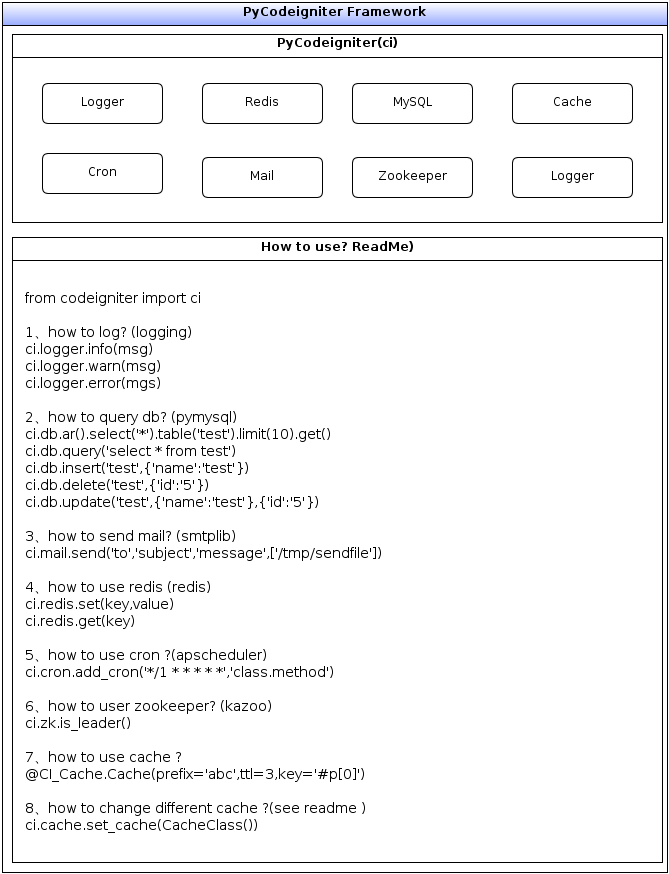 PyCodeigniter Framework
PyCodeigniter(ci)
Logger
Redis
MySQL
Cache
Cron
Mail
Zookeeper
Logger
How to use? ReadMe)
from codeigniter import ci
1、how to log? (logging)
ci.logger.info(msg)
ci.logger.warn(msg)
ci.logger.error(mgs)
2、how to query db? (pymysql)
ci.db.ar().select('*').table('test').limit(10).get()
ci.db.query('select * from test')
ci.db.insert('test',{'name':'test'})
ci.db.delete('test',{'id':'5'})
ci.db.update('test',{'name':'test'},{'id':'5'})
3、how to send mail? (smtplib)
ci.mail.send('to','subject','message',['/tmp/sendfile'])
4、how to use redis (redis)
ci.redis.set(key,value)
ci.redis.get(key)
5、how to use cron ?(apscheduler)
ci.cron.add_cron('*/1 * * * * *','class.method')
6、how to user zookeeper? (kazoo)
ci.zk.is_leader()
7、how to use cache ?
@CI_Cache.Cache(prefix='abc',ttl=3,key='#p[0]')
8、how to change different cache ?(see readme )
ci.cache.set_cache(CacheClass())